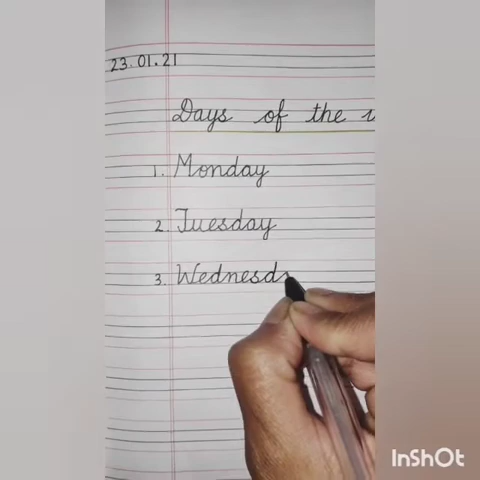 23.01.21
Days of the
1. Monday
2. Tuesday
3. Wednesd
InShOt